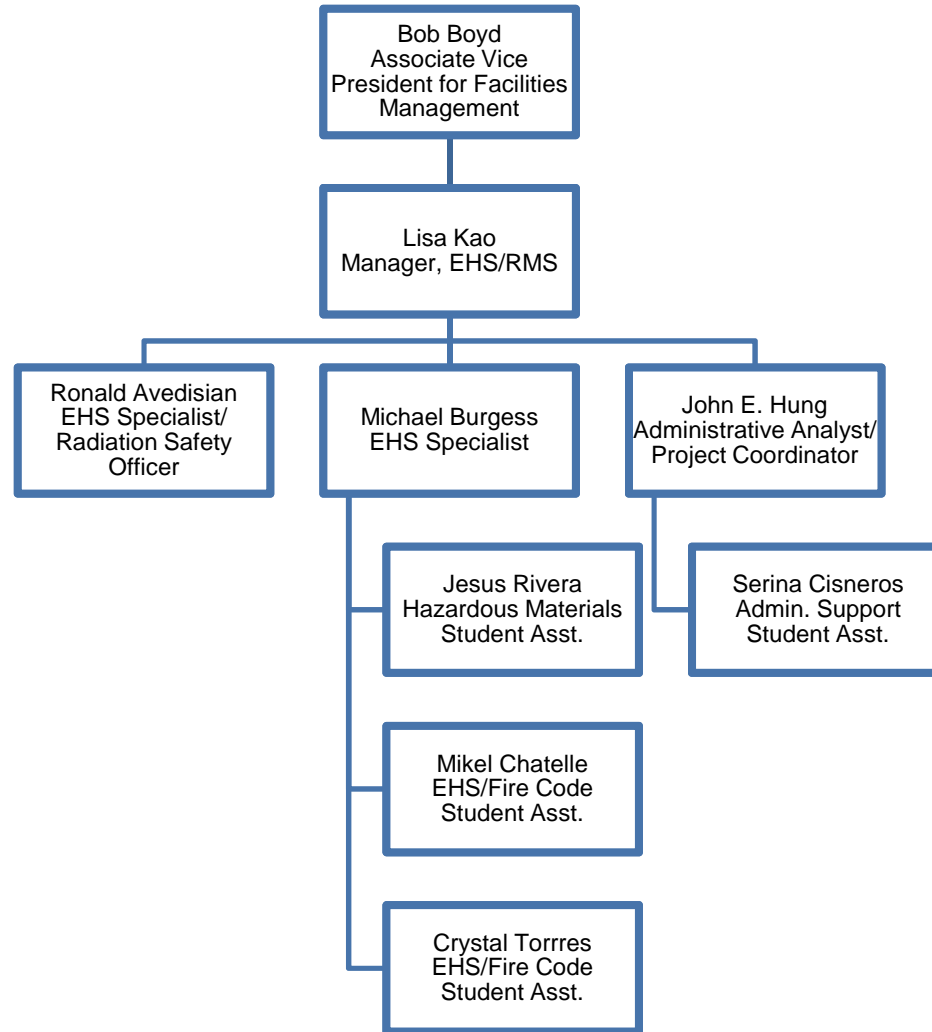 Bob Boyd
Associate Vice
President for Facilities
Management
Lisa Kao
Manager, EHS/RMS
Ronald Avedisian
EHS Specialist/
Radiation Safety
Officer
Michael Burgess
EHS Specialist
John E. Hung
Administrative Analyst/
Project Coordinator
Jesus Rivera
Hazardous Materials
Student Asst.
Serina Cisneros
Admin. Support
Student Asst.
Mikel Chatelle
EHS/Fire Code
Student Asst.
Crystal Torrres
EHS/Fire Code
Student Asst.